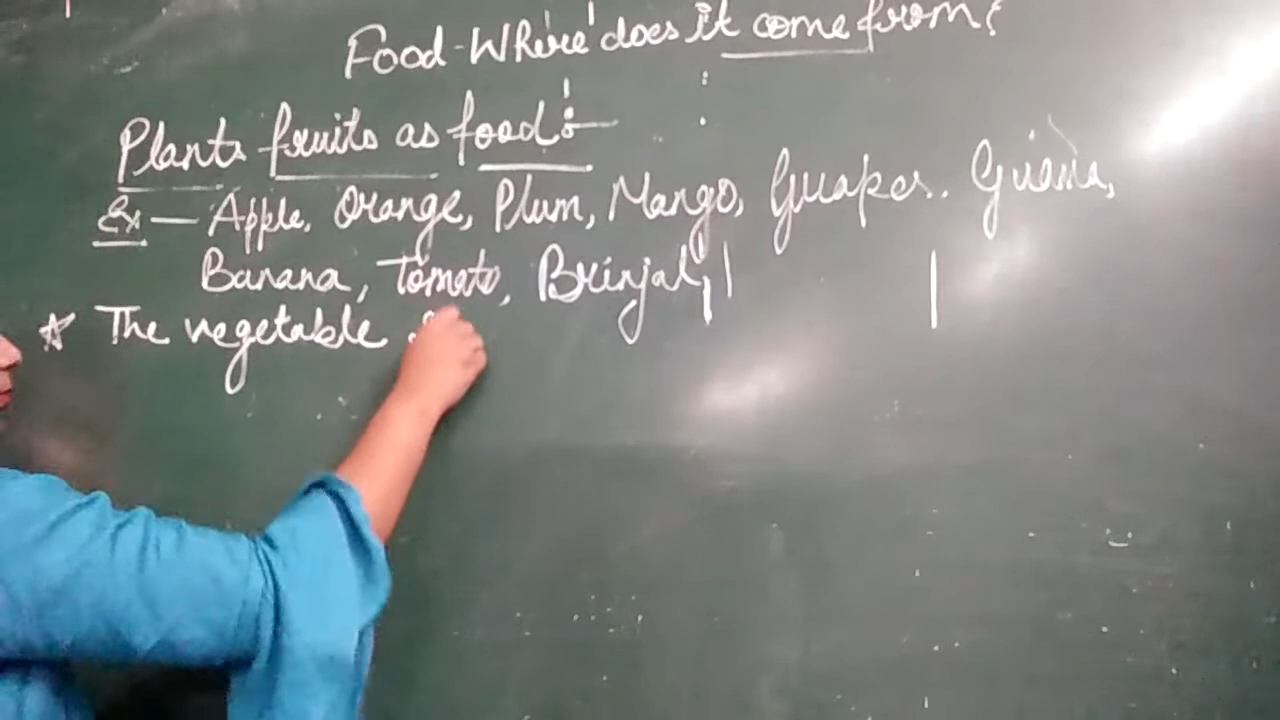 Food-Where does it come from?
Plants fruits as food:-
Ex — Apple, Orange, Plum, Mango, Guapes. Guava,
Banana, Tomato, Brinjal,
☆ The vegetable